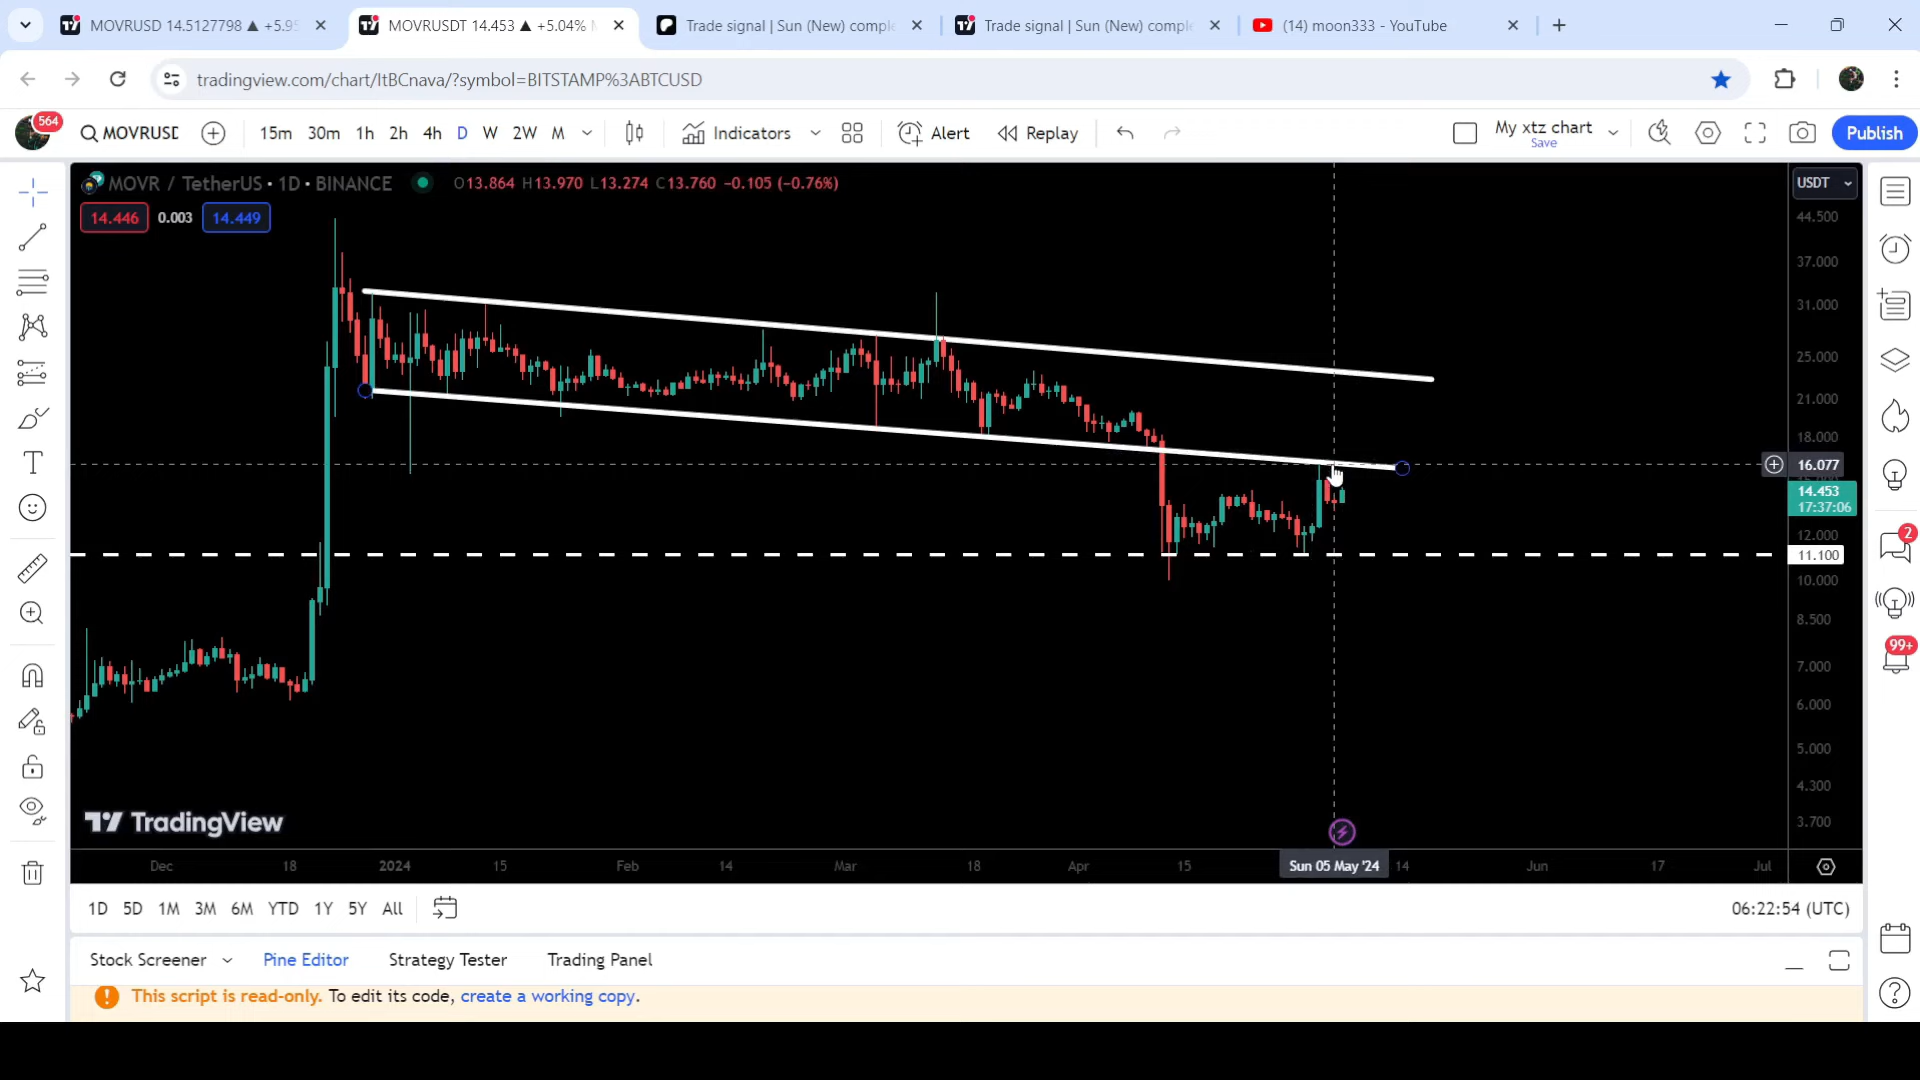 MOVRUSD 14.5127798 ▲ +5.95
MOVRUSDT 14.453 ▲ +5.04%
Trade signal | Sun (New) comple
Trade signal | Sun (New) comple
(14) moon333 - YouTube
tradingview.com/chart/ItBCnava/?symbol=BITSTAMP%3ABTCUSD
564
MOVRUSD
15m 30m 1h 2h 4h D W 2W M
Indicators
Alert
Replay
My xtz chart
Save
Publish
MOVR / TetherUS • 1D • BINANCE
O13.864 H13.970 L13.274 C13.760 −0.105 (−0.76%)
USDT
14.446 0.003 14.449
44.500
37.000
31.000
25.000
21.000
18.000
16.077
14.453
17:37:06
12.000
11.100
10.000
8.500
7.000
6.000
5.000
4.300
3.700
2
99+
TradingView
Dec 18 2024 15 Feb 14 Mar 18 Apr 15 Sun 05 May '24 14 Jun 17 Jul
1D 5D 1M 3M 6M YTD 1Y 5Y All
06:22:54 (UTC)
Stock Screener Pine Editor Strategy Tester Trading Panel
This script is read-only. To edit its code, create a working copy.